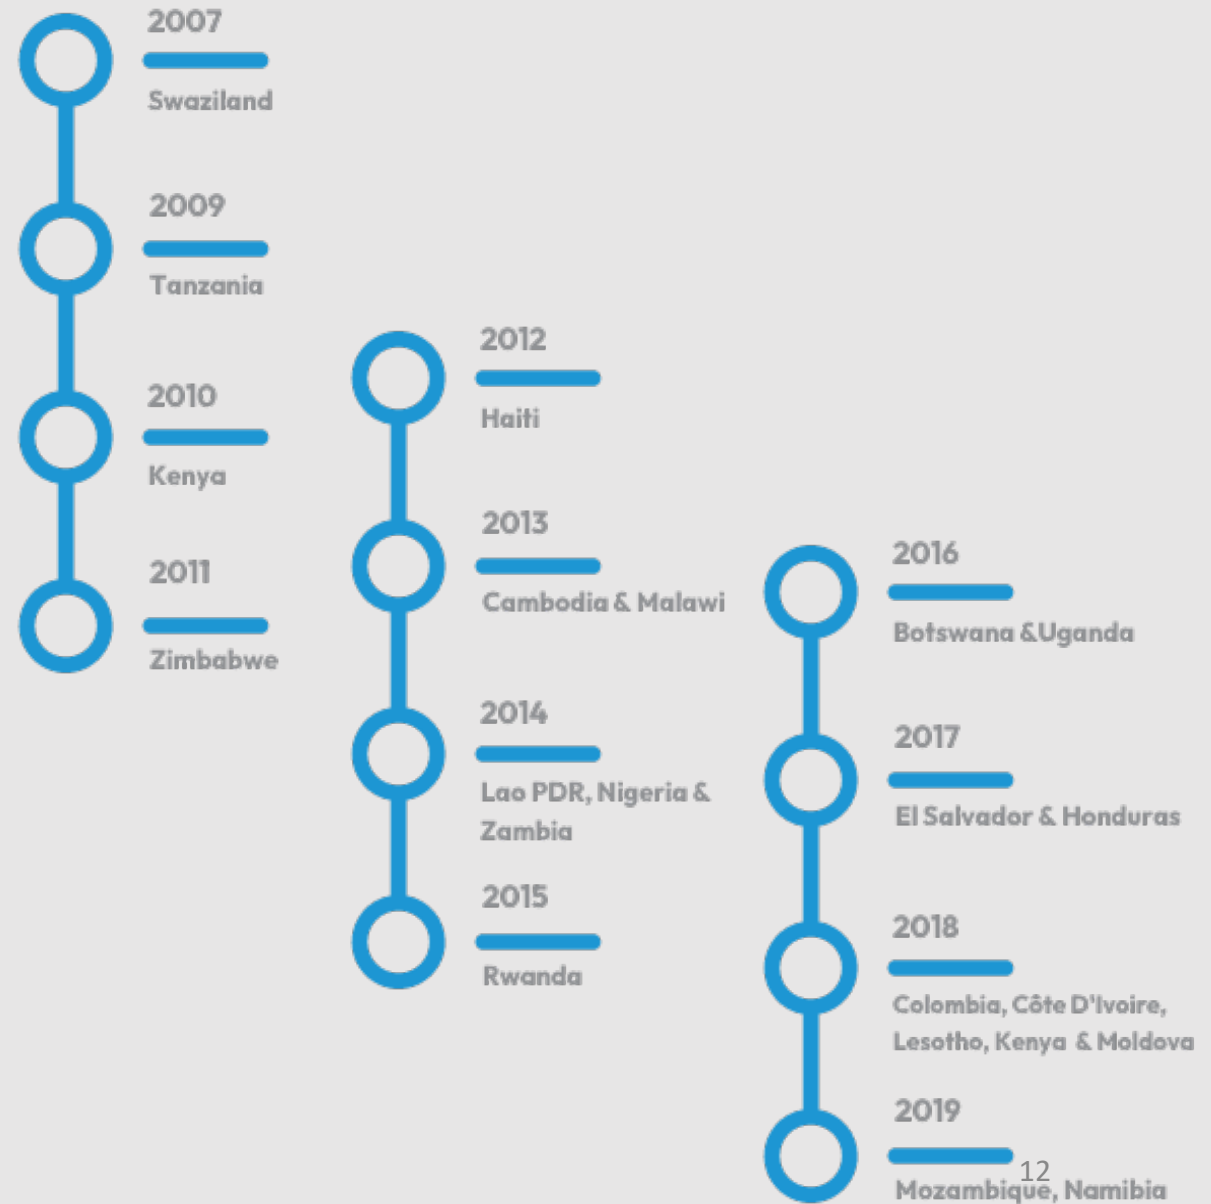 2007
Swaziland
2009
Tanzania
2010
Kenya
2011
Zimbabwe
2012
Haiti
2013
Cambodia & Malawi
2014
Lao PDR, Nigeria &
Zambia
2015
Rwanda
2016
Botswana &Uganda
2017
El Salvador & Honduras
2018
Colombia, Côte D'Ivoire,
Lesotho, Kenya & Moldova
2019
Mozambique, Namibia
12